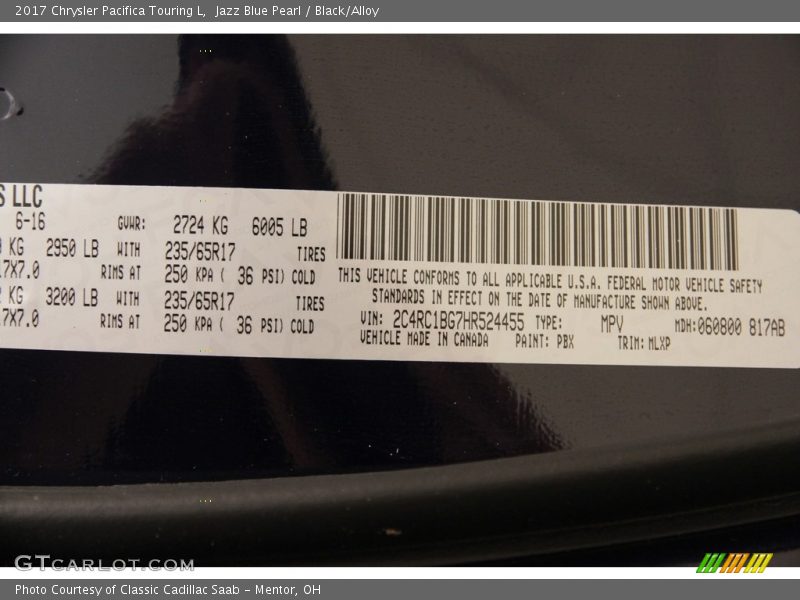 2017 Chrysler Pacifica Touring L,  Jazz Blue Pearl / Black/Alloy
S LLC
6-16 GVWR: 2724 KG 6005 LB
KG 2950 LB WITH 235/65R17 TIRES
17X7.0 RIMS AT 250 KPA ( 36 PSI) COLD
KG 3200 LB WITH 235/65R17 TIRES
17X7.0 RIMS AT 250 KPA ( 36 PSI) COLD
THIS VEHICLE CONFORMS TO ALL APPLICABLE U.S.A. FEDERAL MOTOR VEHICLE SAFETY
STANDARDS IN EFFECT ON THE DATE OF MANUFACTURE SHOWN ABOVE.
VIN: 2C4RC1BG7HR524455 TYPE: MPV MDH:060800 817AB
VEHICLE MADE IN CANADA PAINT: PBX TRIM: MLXP
GTCARLOT.COM
Photo Courtesy of Classic Cadillac Saab - Mentor, OH